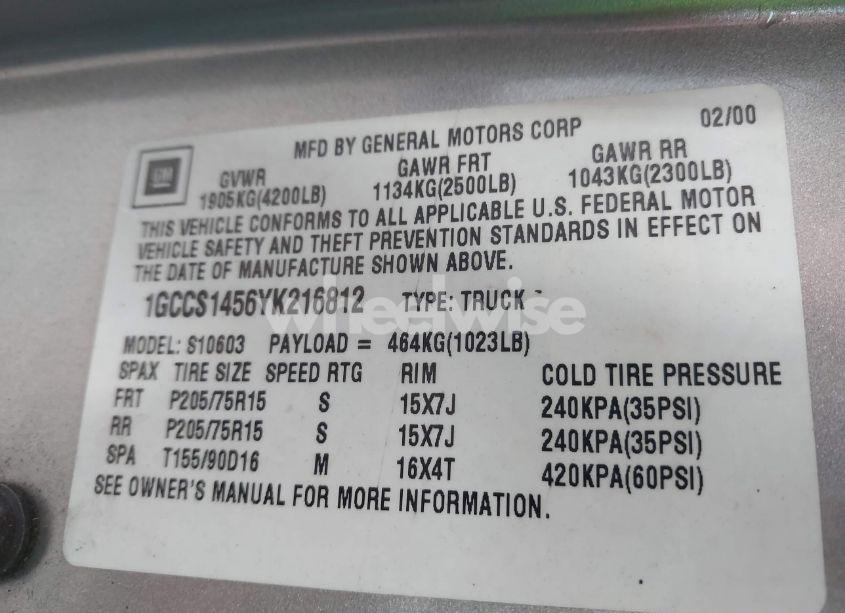 MFD BY GENERAL MOTORS CORP 02/00
GM
GVWR GAWR FRT GAWR RR
1905KG(4200LB) 1134KG(2500LB) 1043KG(2300LB)
THIS VEHICLE CONFORMS TO ALL APPLICABLE U.S. FEDERAL MOTOR
VEHICLE SAFETY AND THEFT PREVENTION STANDARDS IN EFFECT ON
THE DATE OF MANUFACTURE SHOWN ABOVE.
1GCCS1456YK216812 TYPE: TRUCK
wheelwise
MODEL: S10603 PAYLOAD = 464KG(1023LB)
SPAX TIRE SIZE SPEED RTG RIM COLD TIRE PRESSURE
FRT P205/75R15 S 15X7J 240KPA(35PSI)
RR P205/75R15 S 15X7J 240KPA(35PSI)
SPA T155/90D16 M 16X4T 420KPA(60PSI)
SEE OWNER'S MANUAL FOR MORE INFORMATION.